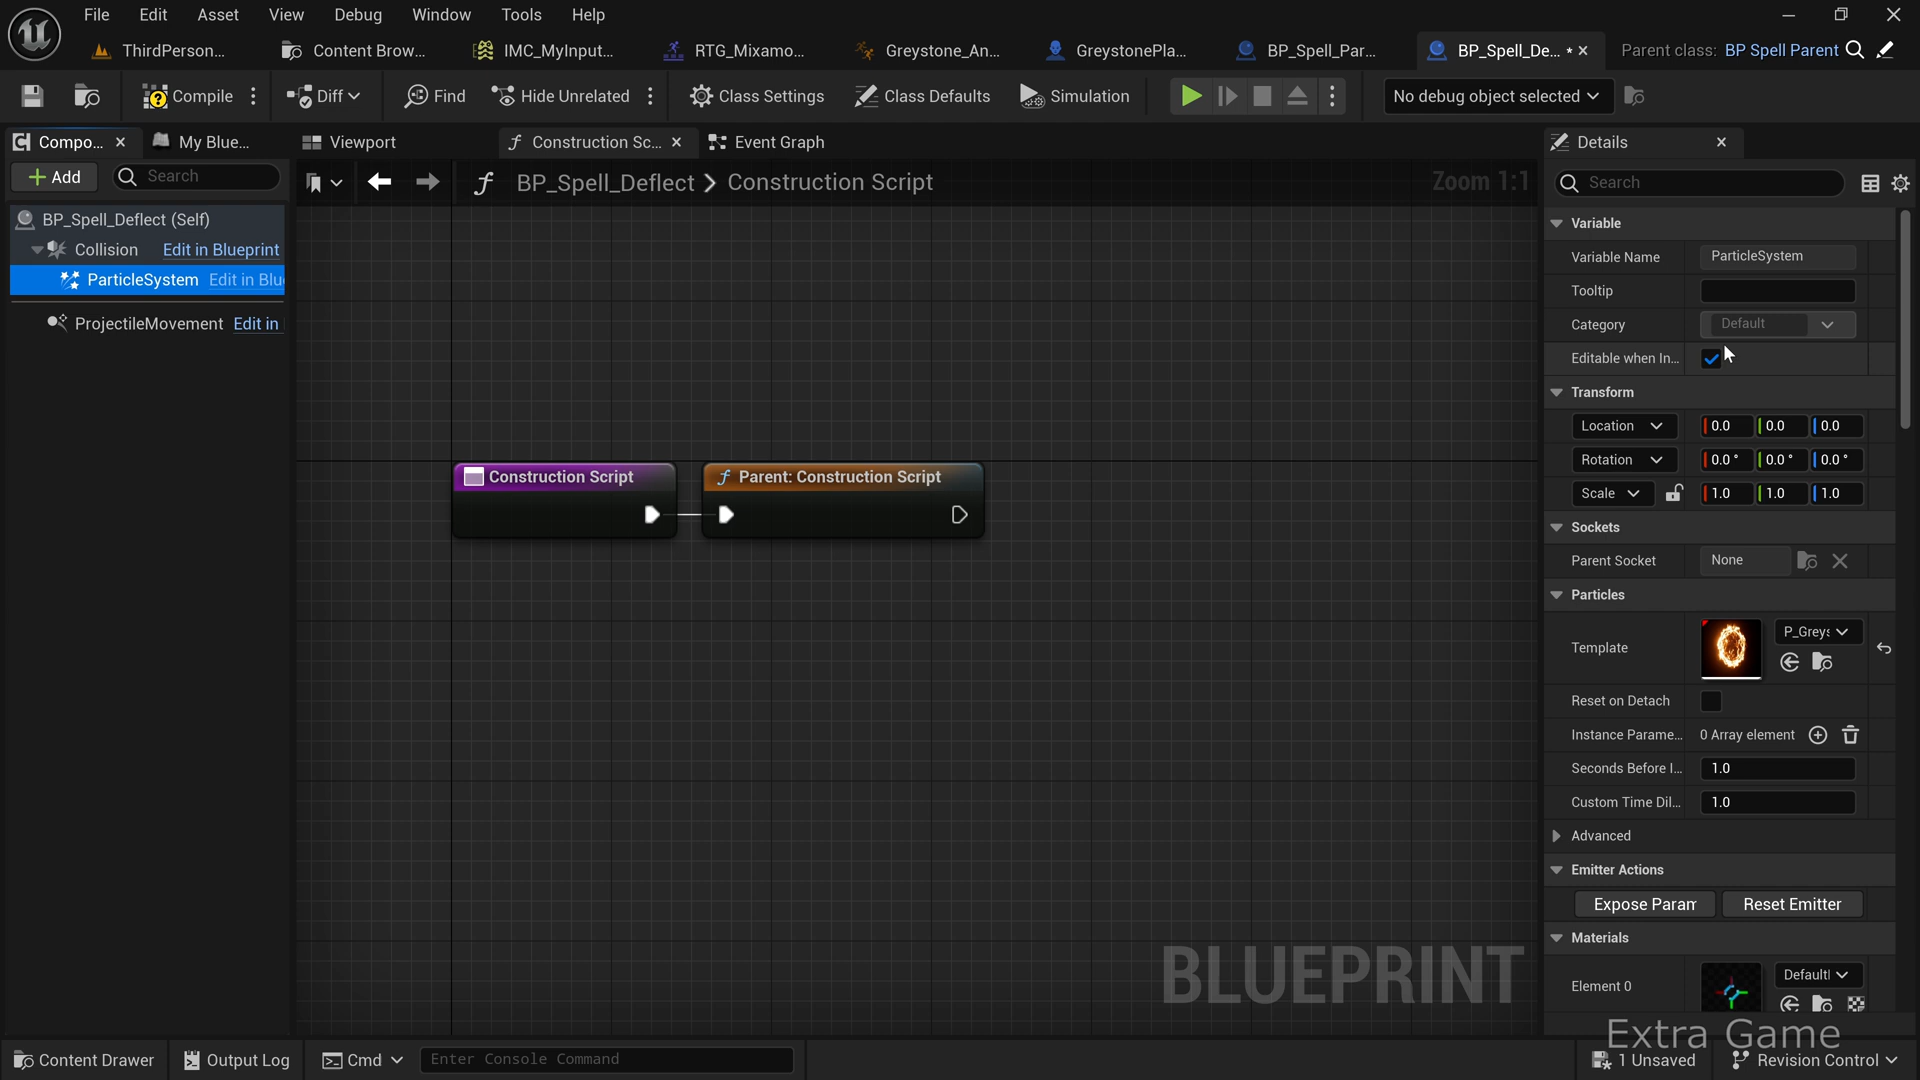 File Edit Asset View Debug Window Tools Help
ThirdPerson... Content Brow... IMC_MyInput... RTG_Mixamo... Greystone_An... GreystonePla... BP_Spell_Par... BP_Spell_De... * Parent class: BP Spell Parent
Compile Diff Find Hide Unrelated Class Settings Class Defaults Simulation No debug object selected
Compo... My Blue... Viewport Construction Sc... Event Graph Details
Add Search BP_Spell_Deflect Construction Script Zoom 1:1 Search
BP_Spell_Deflect (Self)
Collision Edit in Blueprint
ParticleSystem Edit in Blu
ProjectileMovement Edit in
Construction Script
Parent: Construction Script
BLUEPRINT
Variable
Variable Name ParticleSystem
Tooltip
Category Default
Editable when In...
Transform
Location 0.0 0.0 0.0
Rotation 0.0 ° 0.0 ° 0.0 °
Scale 1.0 1.0 1.0
Sockets
Parent Socket None
Particles
Template P_Greys
Reset on Detach
Instance Parame... 0 Array element
Seconds Before I... 1.0
Custom Time Dil... 1.0
Advanced
Emitter Actions
Expose Param Reset Emitter
Materials
Element 0 Default
Extra Game
Content Drawer Output Log Cmd Enter Console Command 1 Unsaved Revision Control